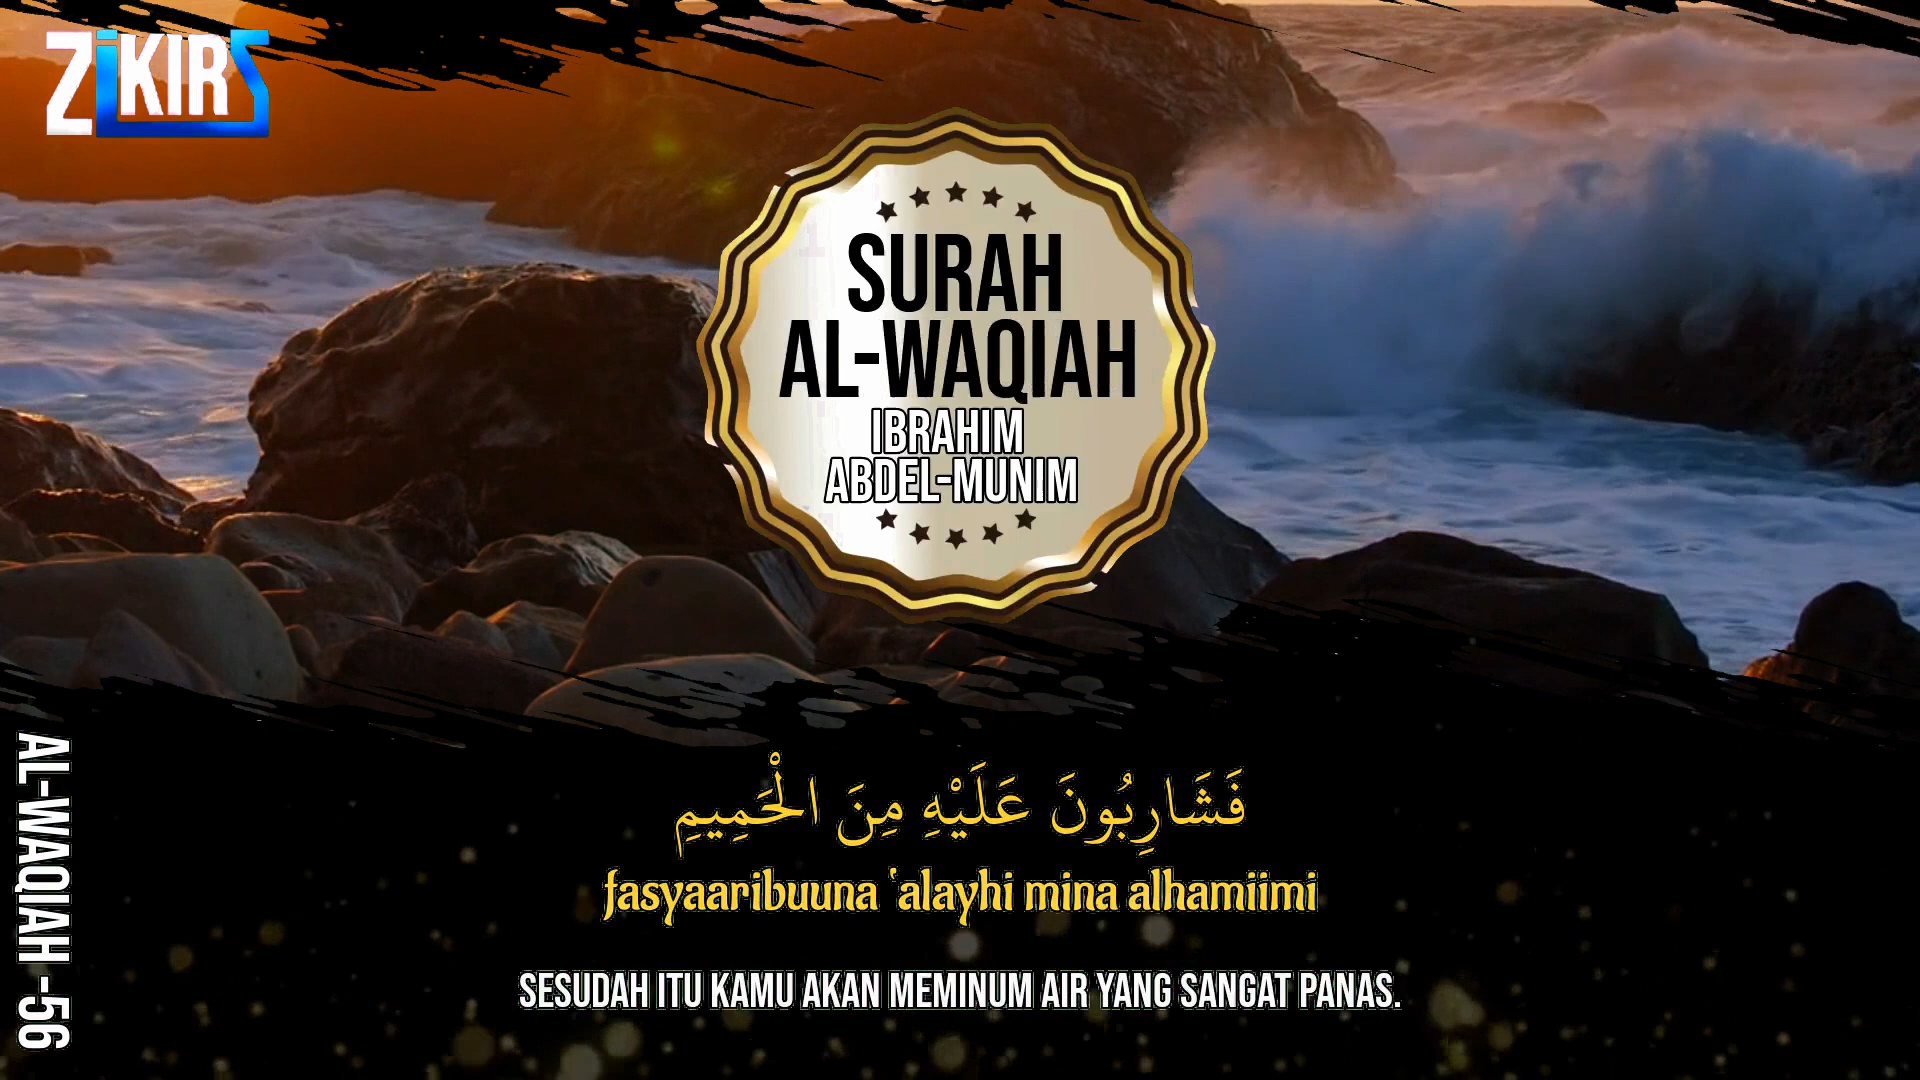 ZIKIRS
SURAH
AL-WAQIAH
IBRAHIM
ABDEL-MUNIM
فَشَارِبُونَ عَلَيْهِ مِنَ الْحَمِيمِ
fasyaaribuuna 'alayhi mina alhamiimi
SESUDAH ITU KAMU AKAN MEMINUM AIR YANG SANGAT PANAS.
AL-WAQIAH -56